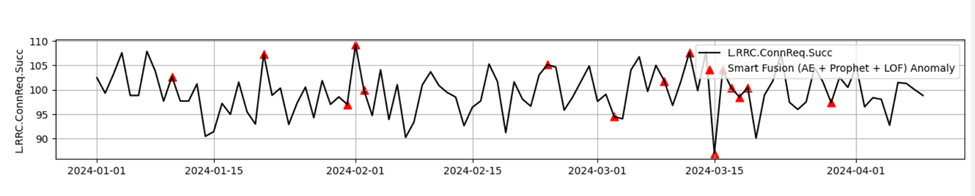 110
105
100
95
90
L.RRC.ConnReq.Succ
L.RRC.ConnReq.Succ
Smart Fusion (AE + Prophet + LOF) Anomaly
2024-01-01 2024-01-15 2024-02-01 2024-02-15 2024-03-01 2024-03-15 2024-04-01